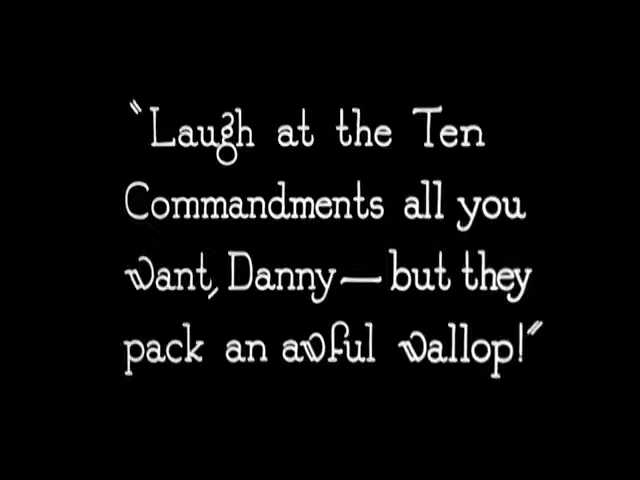 "Laugh at the Ten
Commandments all you
want, Danny—but they
pack an awful wallop!"